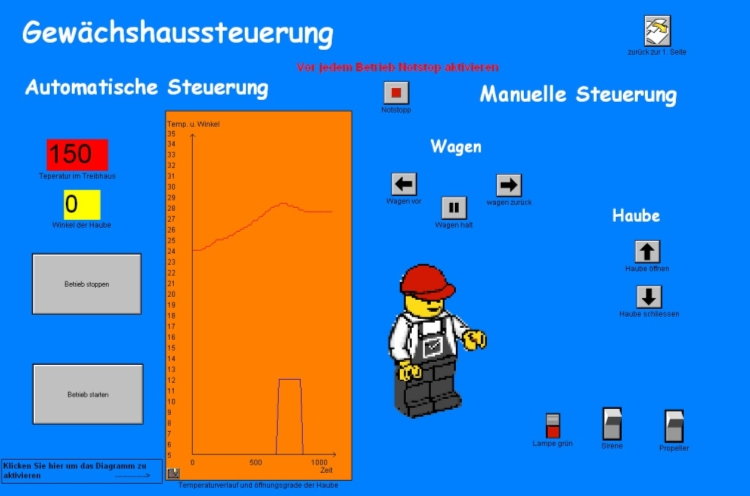 Gewächshaussteuerung
zurück zur 1. Seite
Vor jedem Betrieb Notstop aktivieren
Automatische Steuerung
Notstopp
Manuelle Steuerung
150
Teperatur im Treibhaus
0
Winkel der Haube
Betrieb stoppen
Betrieb starten
Klicken Sie hier um das Diagramm zu
aktivieren ---------->
Temp. u. Winkel
35
34
33
32
31
30
29
28
27
26
25
24
23
22
21
20
19
18
17
16
15
14
13
12
11
10
9
8
7
6
5
0 500 1000
Zeit
Temperaturverlauf und öffnungsgrade der Haube
Wagen
Wagen vor
Wagen halt
wagen zurück
Haube
Haube öffnen
Haube schliessen
Lampe grün
Sirene
Propeller